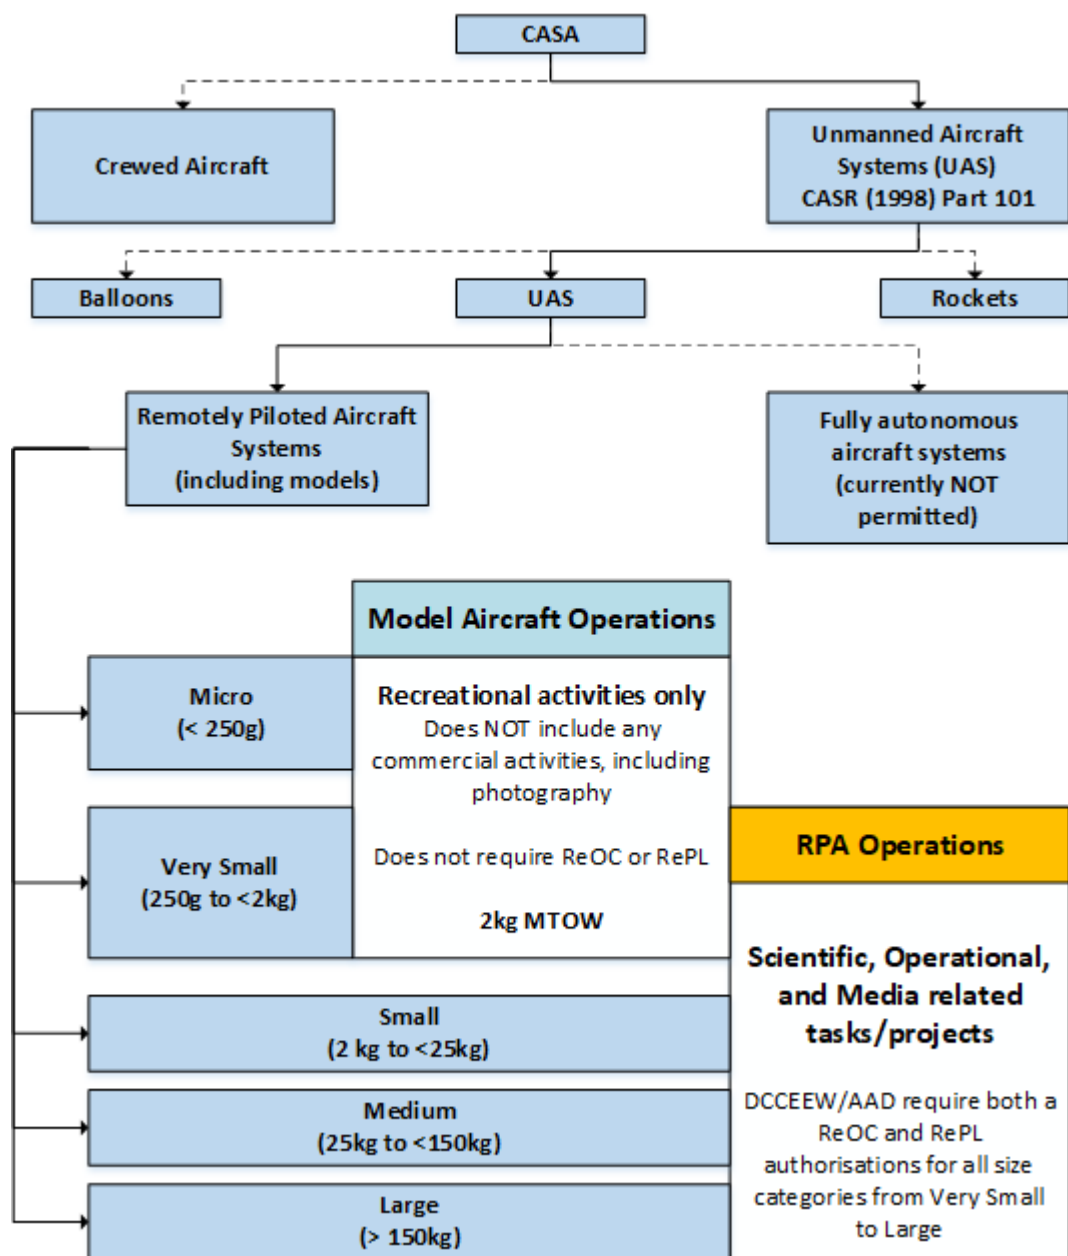 CASA
Crewed Aircraft
Unmanned Aircraft
Systems (UAS)
CASR (1998) Part 101
Balloons
UAS
Rockets
Remotely Piloted Aircraft
Systems
(including models)
Fully autonomous
aircraft systems
(currently NOT
permitted)
Model Aircraft Operations
Micro
(< 250g)
Recreational activities only
Does NOT include any
commercial activities, including
photography
Does not require ReOC or RePL
2kg MTOW
Very Small
(250g to <2kg)
RPA Operations
Scientific, Operational,
and Media related
tasks/projects
DCCEEW/AAD require both a
ReOC and RePL
authorisations for all size
categories from Very Small
to Large
Small
(2 kg to <25kg)
Medium
(25kg to <150kg)
Large
(> 150kg)